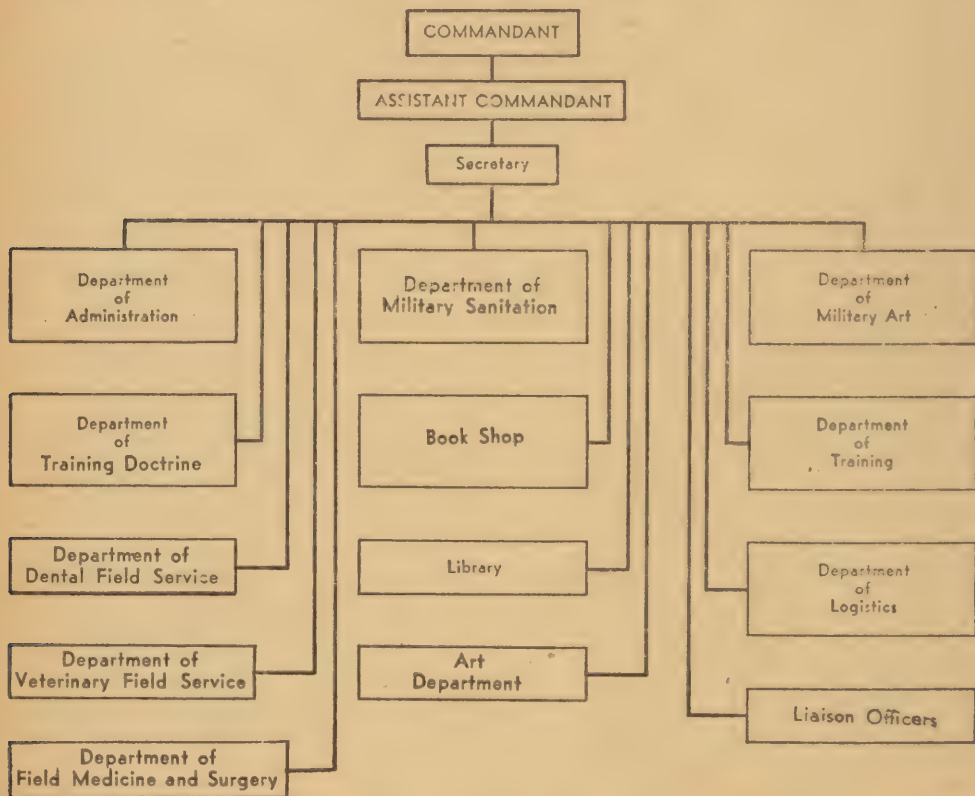 COMMANDANT
ASSISTANT COMMANDANT
Secretary
Department
of
Administration
Department of
Military Sanitation
Department
of
Military Art
Department
of
Training Doctrine
Book Shop
Department
of
Training
Department of
Dental Field Service
Library
Department
of
Logistics
Department of
Veterinary Field Service
Art
Department
Liaison Officers
Department of
Field Medicine and Surgery